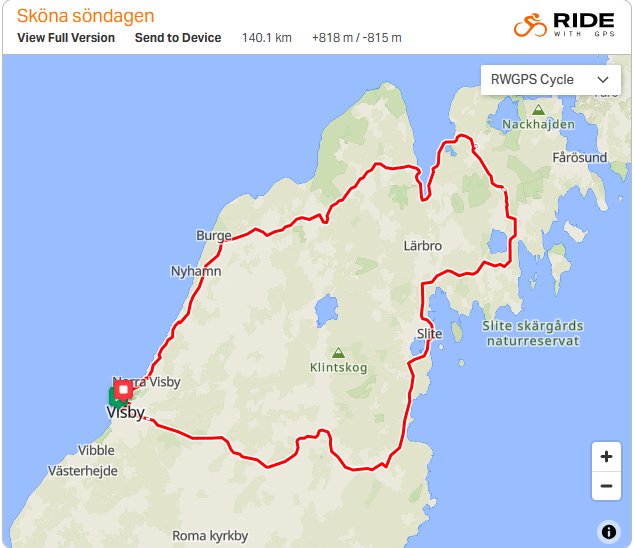 Sköna söndagen
View Full Version Send to Device 140.1 km +818 m / -815 m
RIDE
WITH GPS
RWGPS Cycle
Nackhajden
Fårösund
Burge
Lärbro
Nyhamn
Slite
Slite skärgårds
naturreservat
Klintskog
Norra Visby
Visby
Vibble
Västerhejde
Roma kyrkby
+
−
i